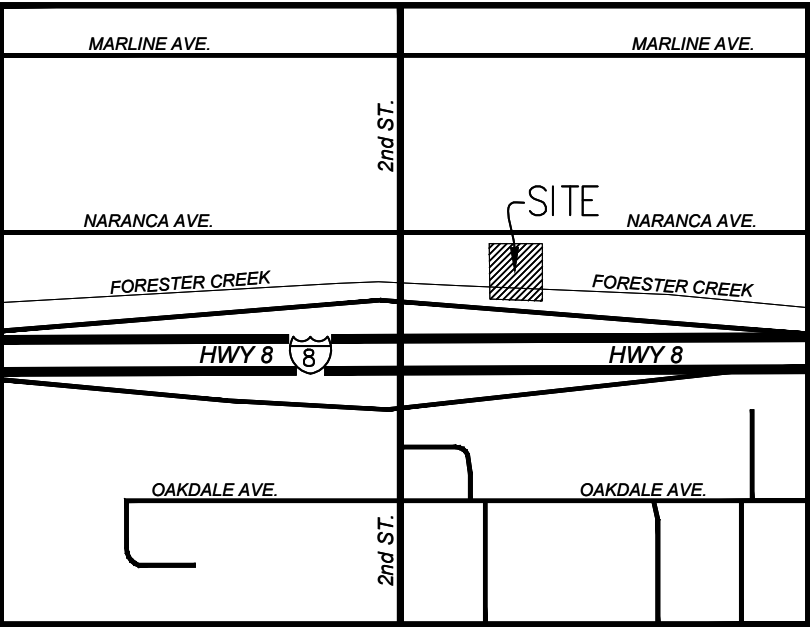 MARLINE AVE.
MARLINE AVE.
2nd ST.
SITE
NARANCA AVE.
NARANCA AVE.
FORESTER CREEK
FORESTER CREEK
HWY 8
8
HWY 8
OAKDALE AVE.
OAKDALE AVE.
2nd ST.